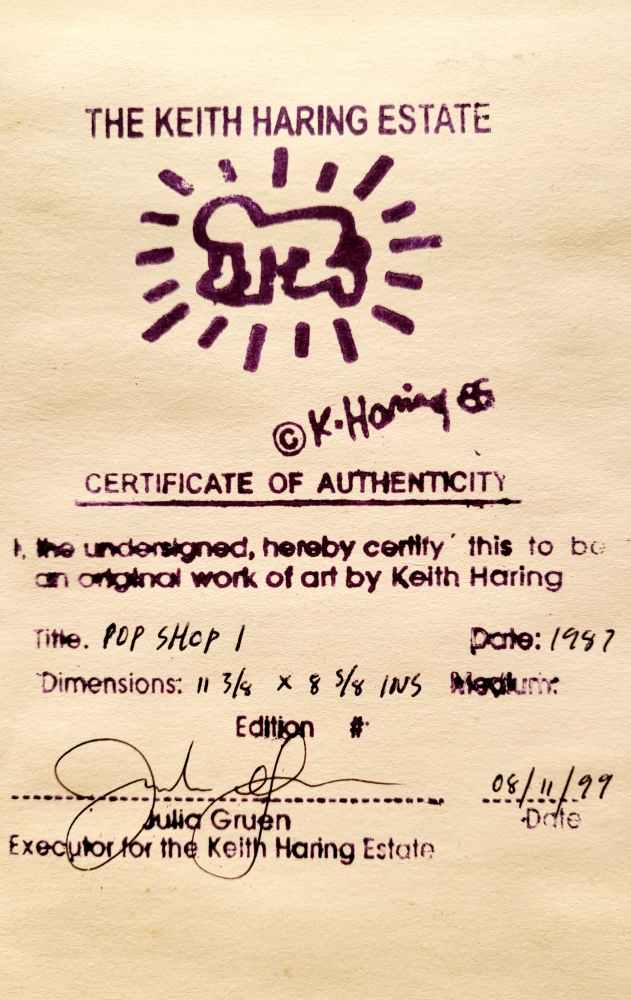 THE KEITH HARING ESTATE
© K. Haring 86
CERTIFICATE OF AUTHENTICITY
I, the undersigned, hereby certify this to be
an original work of art by Keith Haring
Title. POP SHOP I Date: 1987
Dimensions: 11 3/8 x 8 5/8 INS Medium:
Edition #
08/11/99
Julia Gruen Date
Executor for the Keith Haring Estate